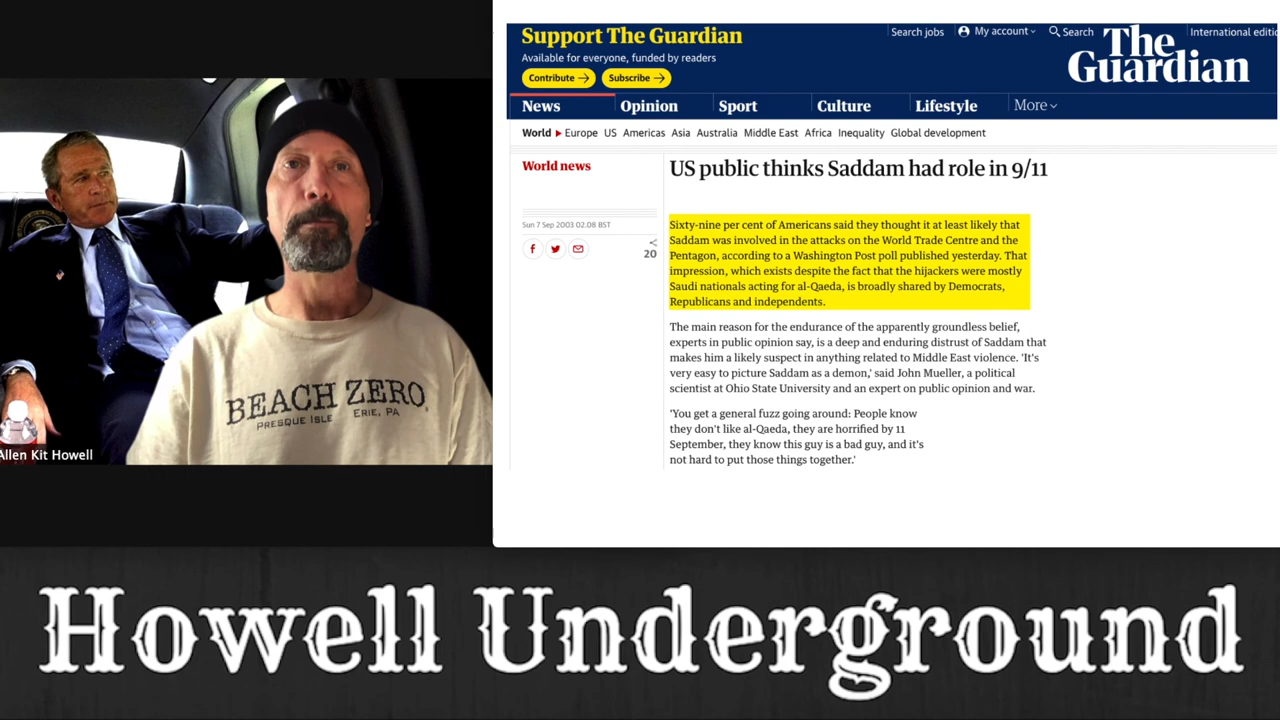 Support The Guardian
Available for everyone, funded by readers
Contribute → Subscribe →
Search jobs My account Search International editi
The Guardian
News Opinion Sport Culture Lifestyle More
World Europe US Americas Asia Australia Middle East Africa Inequality Global development
World news
US public thinks Saddam had role in 9/11
Sun 7 Sep 2003 02.08 BST
20
Sixty-nine per cent of Americans said they thought it at least likely that
Saddam was involved in the attacks on the World Trade Centre and the
Pentagon, according to a Washington Post poll published yesterday. That
impression, which exists despite the fact that the hijackers were mostly
Saudi nationals acting for al-Qaeda, is broadly shared by Democrats,
Republicans and independents.
The main reason for the endurance of the apparently groundless belief,
experts in public opinion say, is a deep and enduring distrust of Saddam that
makes him a likely suspect in anything related to Middle East violence. 'It's
very easy to picture Saddam as a demon,' said John Mueller, a political
scientist at Ohio State University and an expert on public opinion and war.
'You get a general fuzz going around: People know
they don't like al-Qaeda, they are horrified by 11
September, they know this guy is a bad guy, and it's
not hard to put those things together.'
BEACH ZERO
PRESQUE ISLE ERIE, PA
Allen Kit Howell
Howell Underground